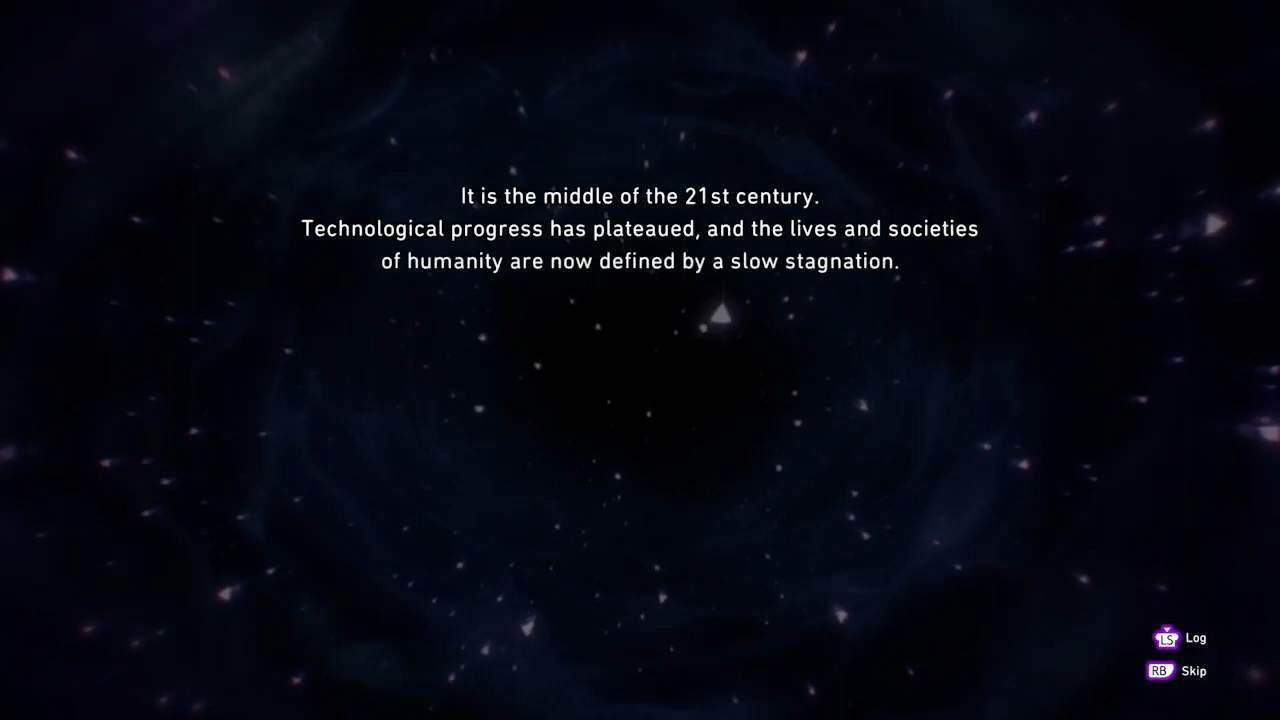 It is the middle of the 21st century.
Technological progress has plateaued, and the lives and societies
of humanity are now defined by a slow stagnation.
LS Log
RB Skip